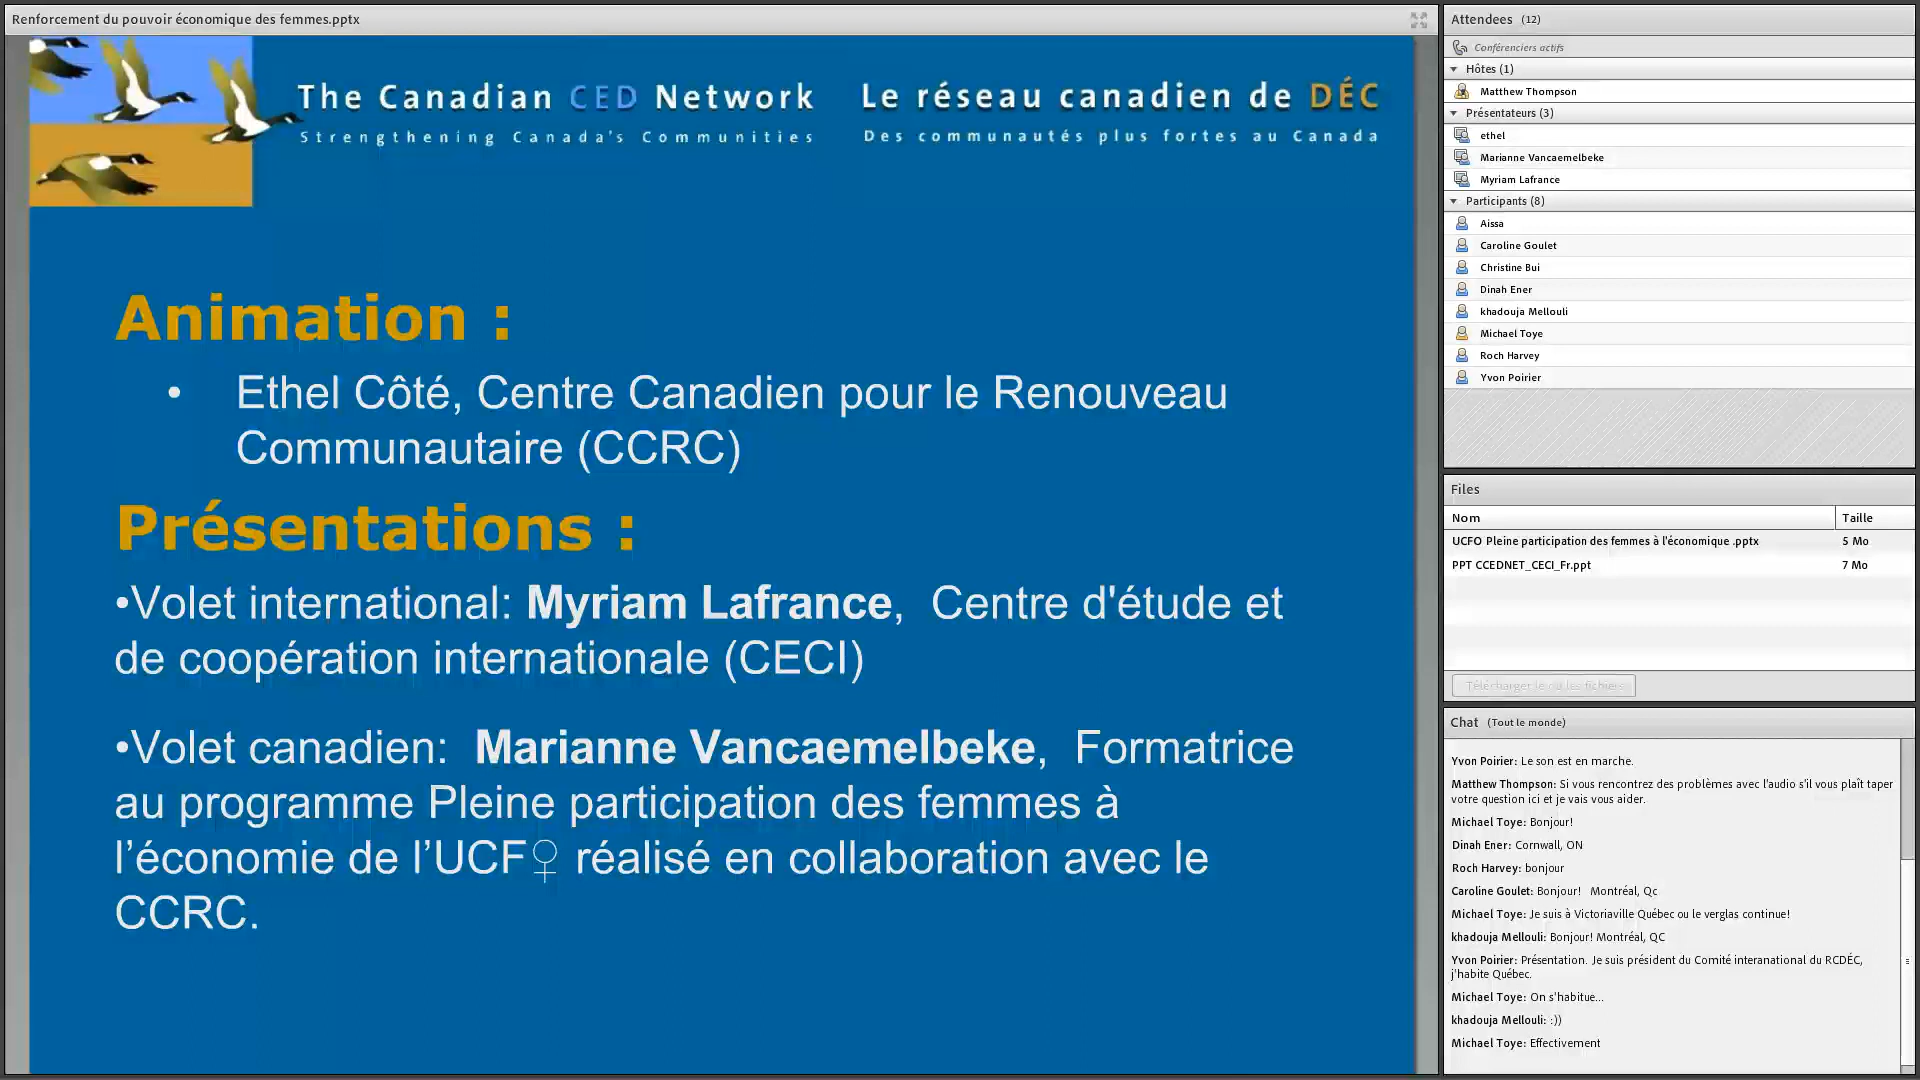 Renforcement du pouvoir économique des femmes.pptx
The Canadian CED Network
Strengthening Canada's Communities
Le réseau canadien de DÉC
Des communautés plus fortes au Canada
Animation :
• Ethel Côté, Centre Canadien pour le Renouveau
Communautaire (CCRC)
Présentations :
•Volet international: Myriam Lafrance, Centre d'étude et
de coopération internationale (CECI)
•Volet canadien: Marianne Vancaemelbeke, Formatrice
au programme Pleine participation des femmes à
l’économie de l’UCF♀ réalisé en collaboration avec le
CCRC.
Attendees (12)
Conférenciers actifs
Hôtes (1)
Matthew Thompson
Présentateurs (3)
ethel
Marianne Vancaemelbeke
Myriam Lafrance
Participants (8)
Aissa
Caroline Goulet
Christine Bui
Dinah Ener
khadouja Mellouli
Michael Toye
Roch Harvey
Yvon Poirier
Files
Nom Taille
UCFO Pleine participation des femmes à l'économique .pptx 5 Mo
PPT CCEDNET_CECI_Fr.ppt 7 Mo
Télécharger le ou les fichiers
Chat (Tout le monde)
Yvon Poirier: Le son est en marche.
Matthew Thompson: Si vous rencontrez des problèmes avec l'audio s'il vous plaît taper
votre question ici et je vais vous aider.
Michael Toye: Bonjour!
Dinah Ener: Cornwall, ON
Roch Harvey: bonjour
Caroline Goulet: Bonjour! Montréal, Qc
Michael Toye: Je suis à Victoriaville Québec ou le verglas continue!
khadouja Mellouli: Bonjour! Montréal, QC
Yvon Poirier: Présentation. Je suis président du Comité interanational du RCDÉC,
j'habite Québec.
Michael Toye: On s'habitue...
khadouja Mellouli: :))
Michael Toye: Effectivement